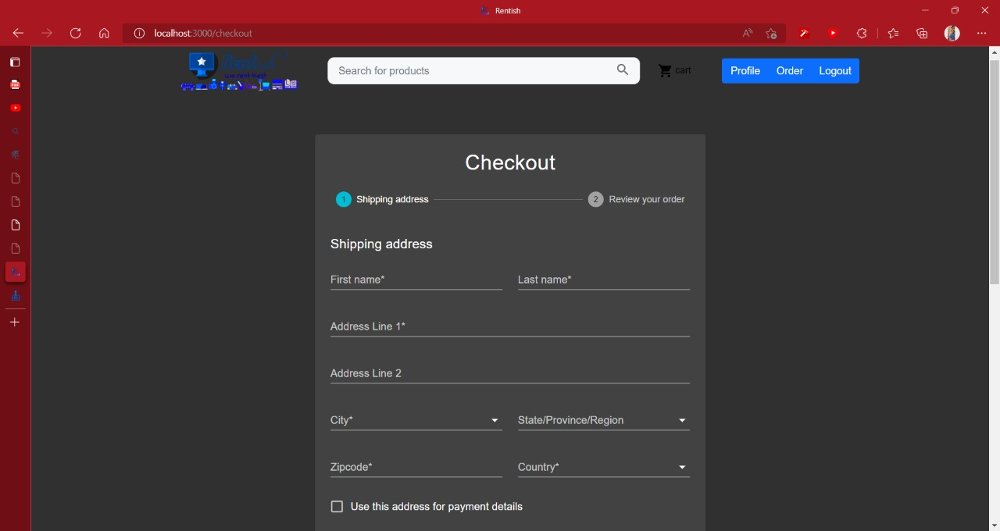 Rentish
localhost:3000/checkout
Search for products
cart
Profile Order Logout
Checkout
1 Shipping address
2 Review your order
Shipping address
First name* Last name*
Address Line 1*
Address Line 2
City* State/Province/Region
Zipcode* Country*
Use this address for payment details